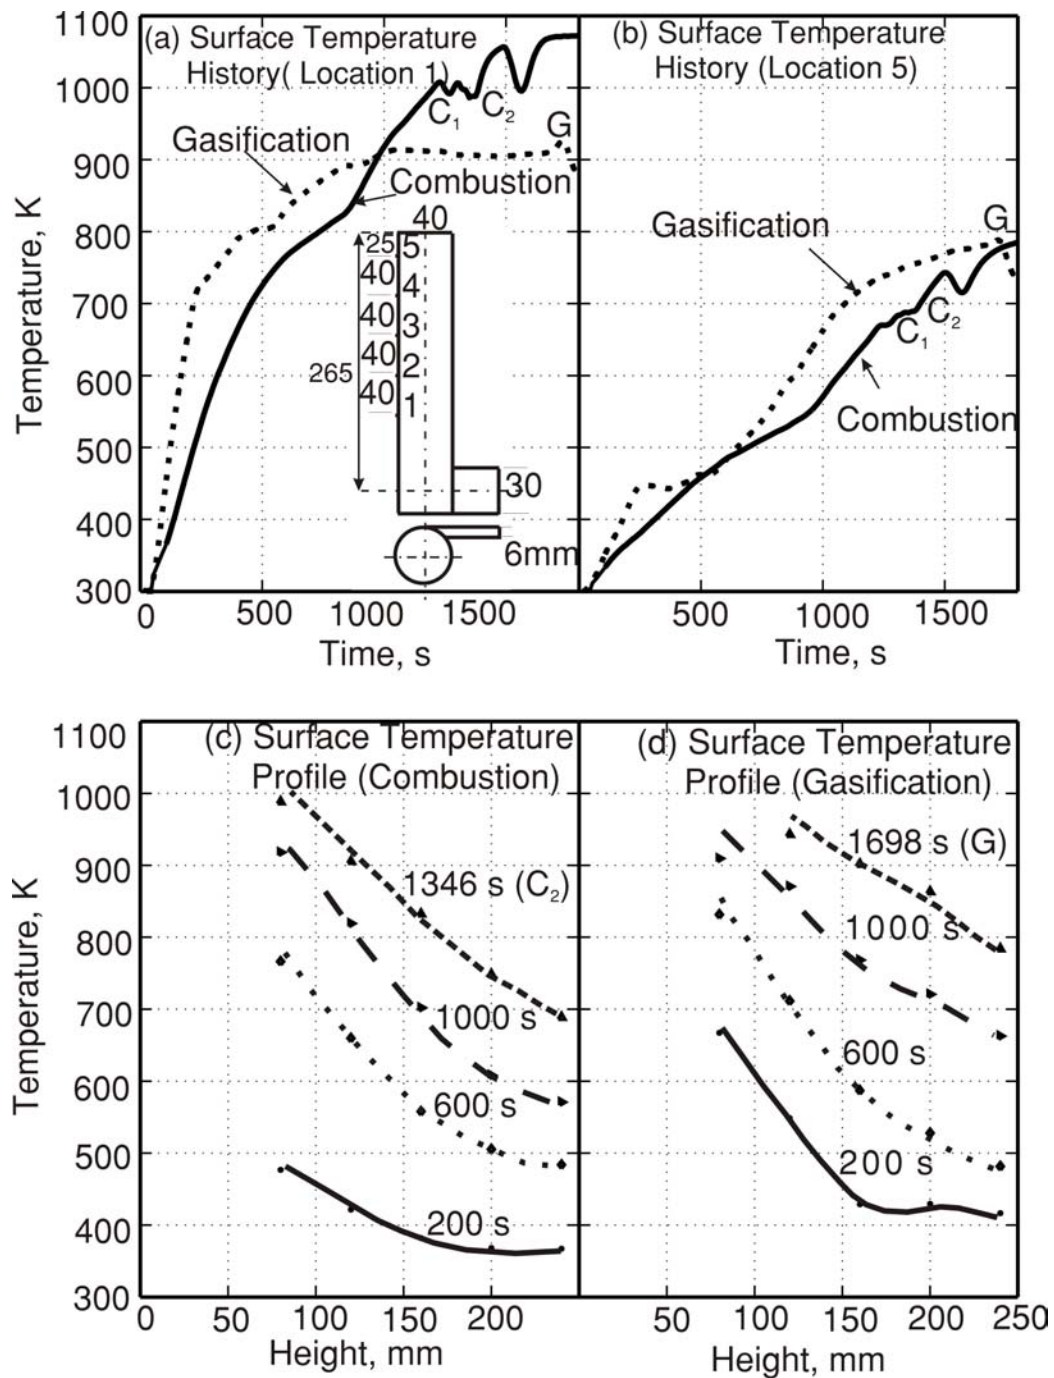 1100
1000
900
800
700
600
500
400
300
Temperature, K
(a) Surface Temperature
History( Location 1)
Gasification
C1
C2
G
Combustion
40
25
5
40
4
40
3
40
2
40
1
265
30
6mm
0
500
1000
1500
Time, s
(b) Surface Temperature
History (Location 5)
Gasification
G
C1
C2
Combustion
500
1000
1500
Time, s
1100
1000
900
800
700
600
500
400
300
Temperature, K
(c) Surface Temperature
Profile (Combustion)
1346 s (C2)
1000 s
600 s
200 s
0
50
100
150
200
Height, mm
(d) Surface Temperature
Profile (Gasification)
1698 s (G)
1000 s
600 s
200 s
50
100
150
200
250
Height, mm